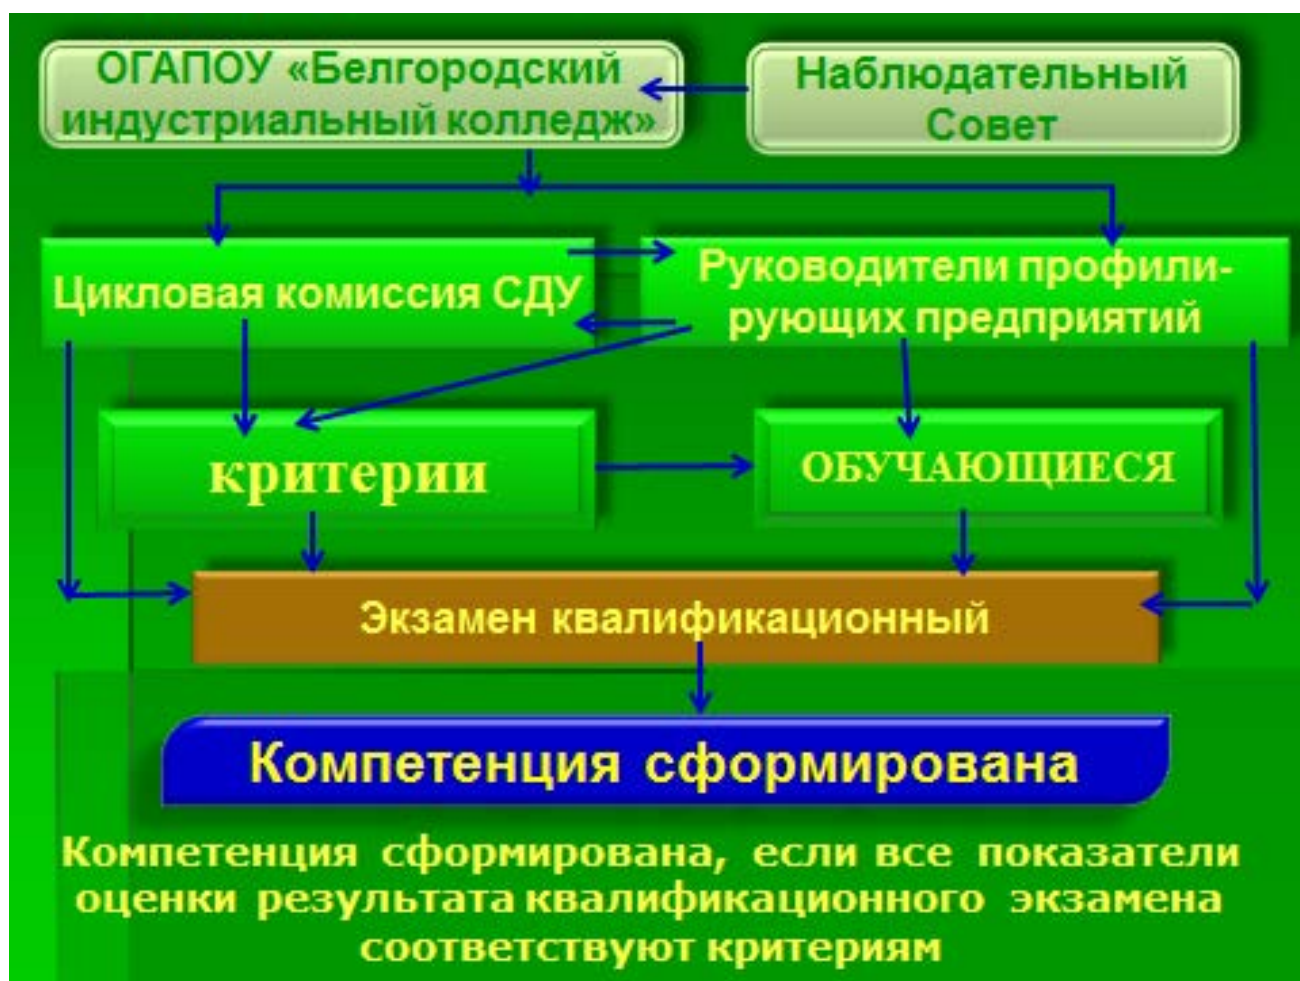 ОГАПОУ «Белгородский
индустриальный колледж»
Наблюдательный
Совет
Цикловая комиссия СДУ
Руководители профили-
рующих предприятий
критерии
ОБУЧАЮЩИЕСЯ
Экзамен квалификационный
Компетенция сформирована
Компетенция сформирована, если все показатели
оценки результата квалификационного экзамена
соответствуют критериям